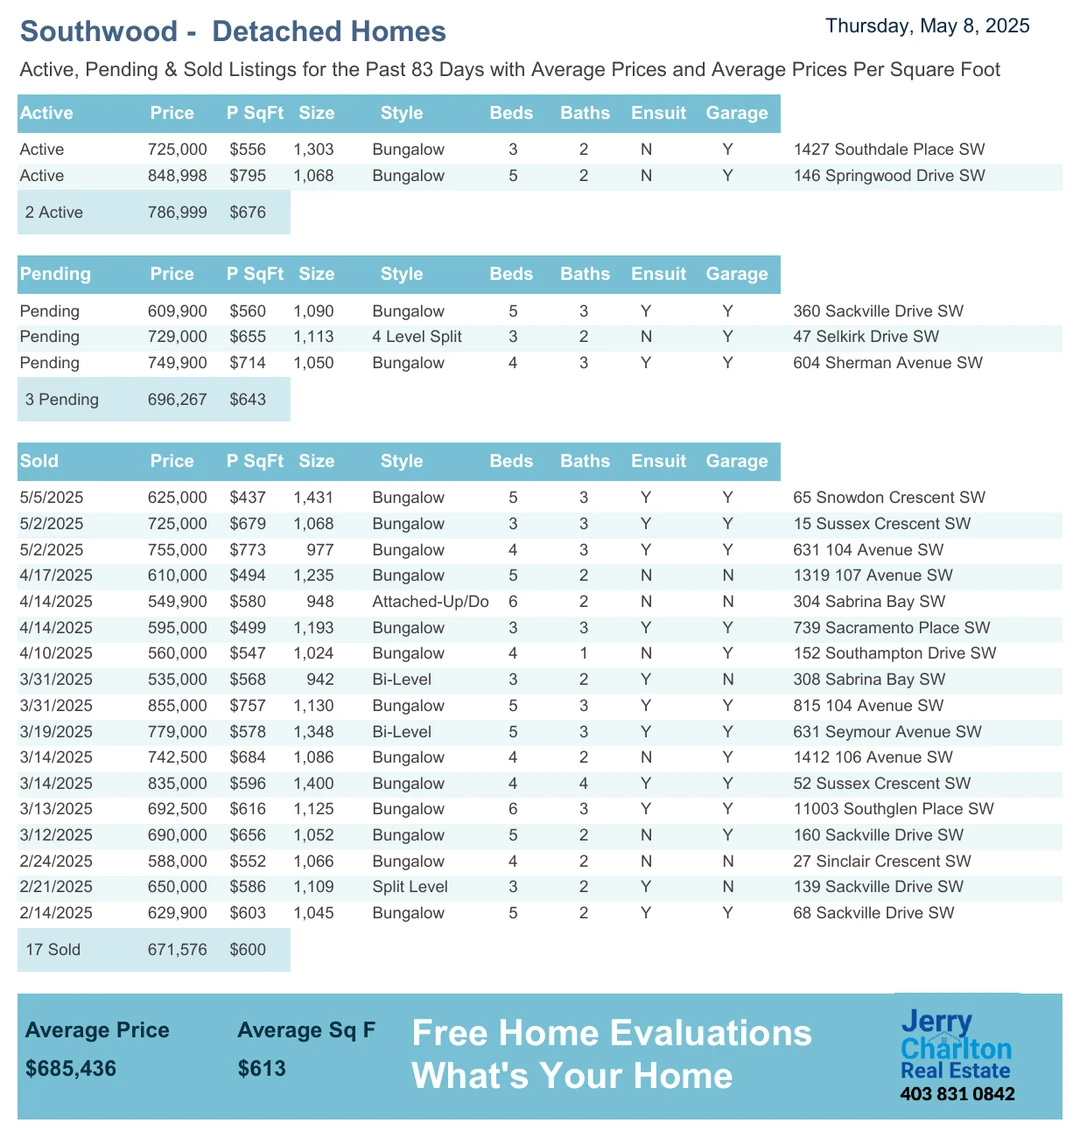 Southwood - Detached Homes
Thursday, May 8, 2025
Active, Pending & Sold Listings for the Past 83 Days with Average Prices and Average Prices Per Square Foot
Active Price P SqFt Size Style Beds Baths Ensuit Garage
Active 725,000 $556 1,303 Bungalow 3 2 N Y 1427 Southdale Place SW
Active 848,998 $795 1,068 Bungalow 5 2 N Y 146 Springwood Drive SW
2 Active 786,999 $676
Pending Price P SqFt Size Style Beds Baths Ensuit Garage
Pending 609,900 $560 1,090 Bungalow 5 3 Y Y 360 Sackville Drive SW
Pending 729,000 $655 1,113 4 Level Split 3 2 N Y 47 Selkirk Drive SW
Pending 749,900 $714 1,050 Bungalow 4 3 Y Y 604 Sherman Avenue SW
3 Pending 696,267 $643
Sold Price P SqFt Size Style Beds Baths Ensuit Garage
5/5/2025 625,000 $437 1,431 Bungalow 5 3 Y Y 65 Snowdon Crescent SW
5/2/2025 725,000 $679 1,068 Bungalow 3 3 Y Y 15 Sussex Crescent SW
5/2/2025 755,000 $773 977 Bungalow 4 3 Y Y 631 104 Avenue SW
4/17/2025 610,000 $494 1,235 Bungalow 5 2 N N 1319 107 Avenue SW
4/14/2025 549,900 $580 948 Attached-Up/Do 6 2 N N 304 Sabrina Bay SW
4/14/2025 595,000 $499 1,193 Bungalow 3 3 Y Y 739 Sacramento Place SW
4/10/2025 560,000 $547 1,024 Bungalow 4 1 N Y 152 Southampton Drive SW
3/31/2025 535,000 $568 942 Bi-Level 3 2 Y N 308 Sabrina Bay SW
3/31/2025 855,000 $757 1,130 Bungalow 5 3 Y Y 815 104 Avenue SW
3/19/2025 779,000 $578 1,348 Bi-Level 5 3 Y Y 631 Seymour Avenue SW
3/14/2025 742,500 $684 1,086 Bungalow 4 2 N Y 1412 106 Avenue SW
3/14/2025 835,000 $596 1,400 Bungalow 4 4 Y Y 52 Sussex Crescent SW
3/13/2025 692,500 $616 1,125 Bungalow 6 3 Y Y 11003 Southglen Place SW
3/12/2025 690,000 $656 1,052 Bungalow 5 2 N Y 160 Sackville Drive SW
2/24/2025 588,000 $552 1,066 Bungalow 4 2 N N 27 Sinclair Crescent SW
2/21/2025 650,000 $586 1,109 Split Level 3 2 Y N 139 Sackville Drive SW
2/14/2025 629,900 $603 1,045 Bungalow 5 2 Y Y 68 Sackville Drive SW
17 Sold 671,576 $600
Average Price Average Sq F
$685,436 $613
Free Home Evaluations
What's Your Home
Jerry
Charlton
Real Estate
403 831 0842